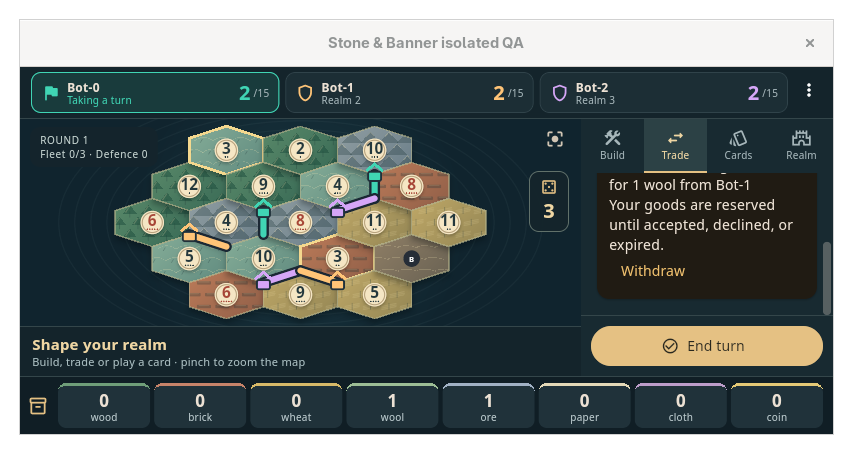 Stone & Banner isolated QA
×
Bot-0
Taking a turn
2 /15
Bot-1
Realm 2
2 /15
Bot-2
Realm 3
2 /15
ROUND 1
Fleet 0/3 · Defence 0
3
2
10
12
9
4
8
6
4
8
11
11
5
10
3
B
6
9
5
3
Build
Trade
Cards
Realm
for 1 wool from Bot-1
Your goods are reserved
until accepted, declined, or
expired.
Withdraw
End turn
Shape your realm
Build, trade or play a card · pinch to zoom the map
0
wood
0
brick
0
wheat
1
wool
1
ore
0
paper
0
cloth
0
coin